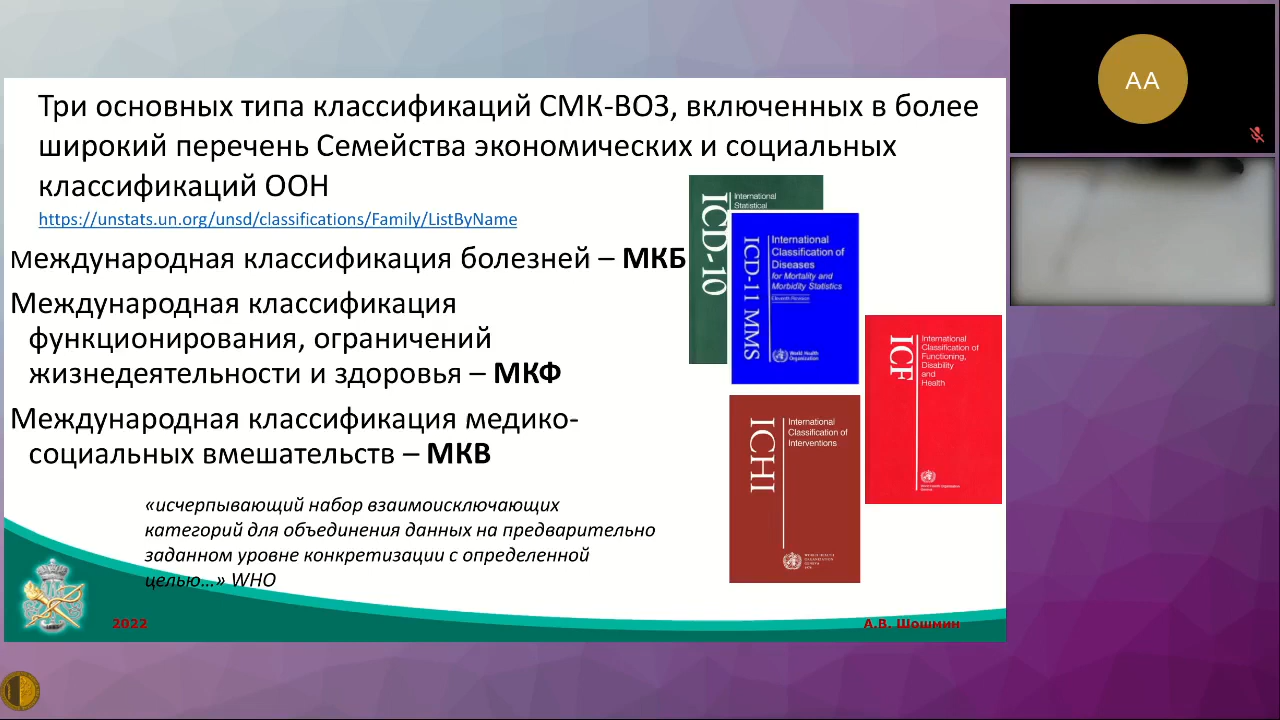 Три основных типа классификаций СМК-ВОЗ, включенных в более
широкий перечень Семейства экономических и социальных
классификаций ООН
https://unstats.un.org/unsd/classifications/Family/ListByName
Международная классификация болезней – МКБ
Международная классификация
функционирования, ограничений
жизнедеятельности и здоровья – МКФ
Международная классификация медико-
социальных вмешательств – МКВ
«исчерпывающий набор взаимоисключающих
категорий для объединения данных на предварительно
заданном уровне конкретизации с определенной
целью…» WHO
2022
А.В. Шошмин
ICD-10
International
Statistical
ICD-11 MMS
International
Classification of
Diseases
for Mortality and
Morbidity Statistics
Eleventh Revision
World Health
Organization
ICF
International
Classification of
Functioning,
Disability
and
Health
ICHI
International
Classification of
Interventions
AA